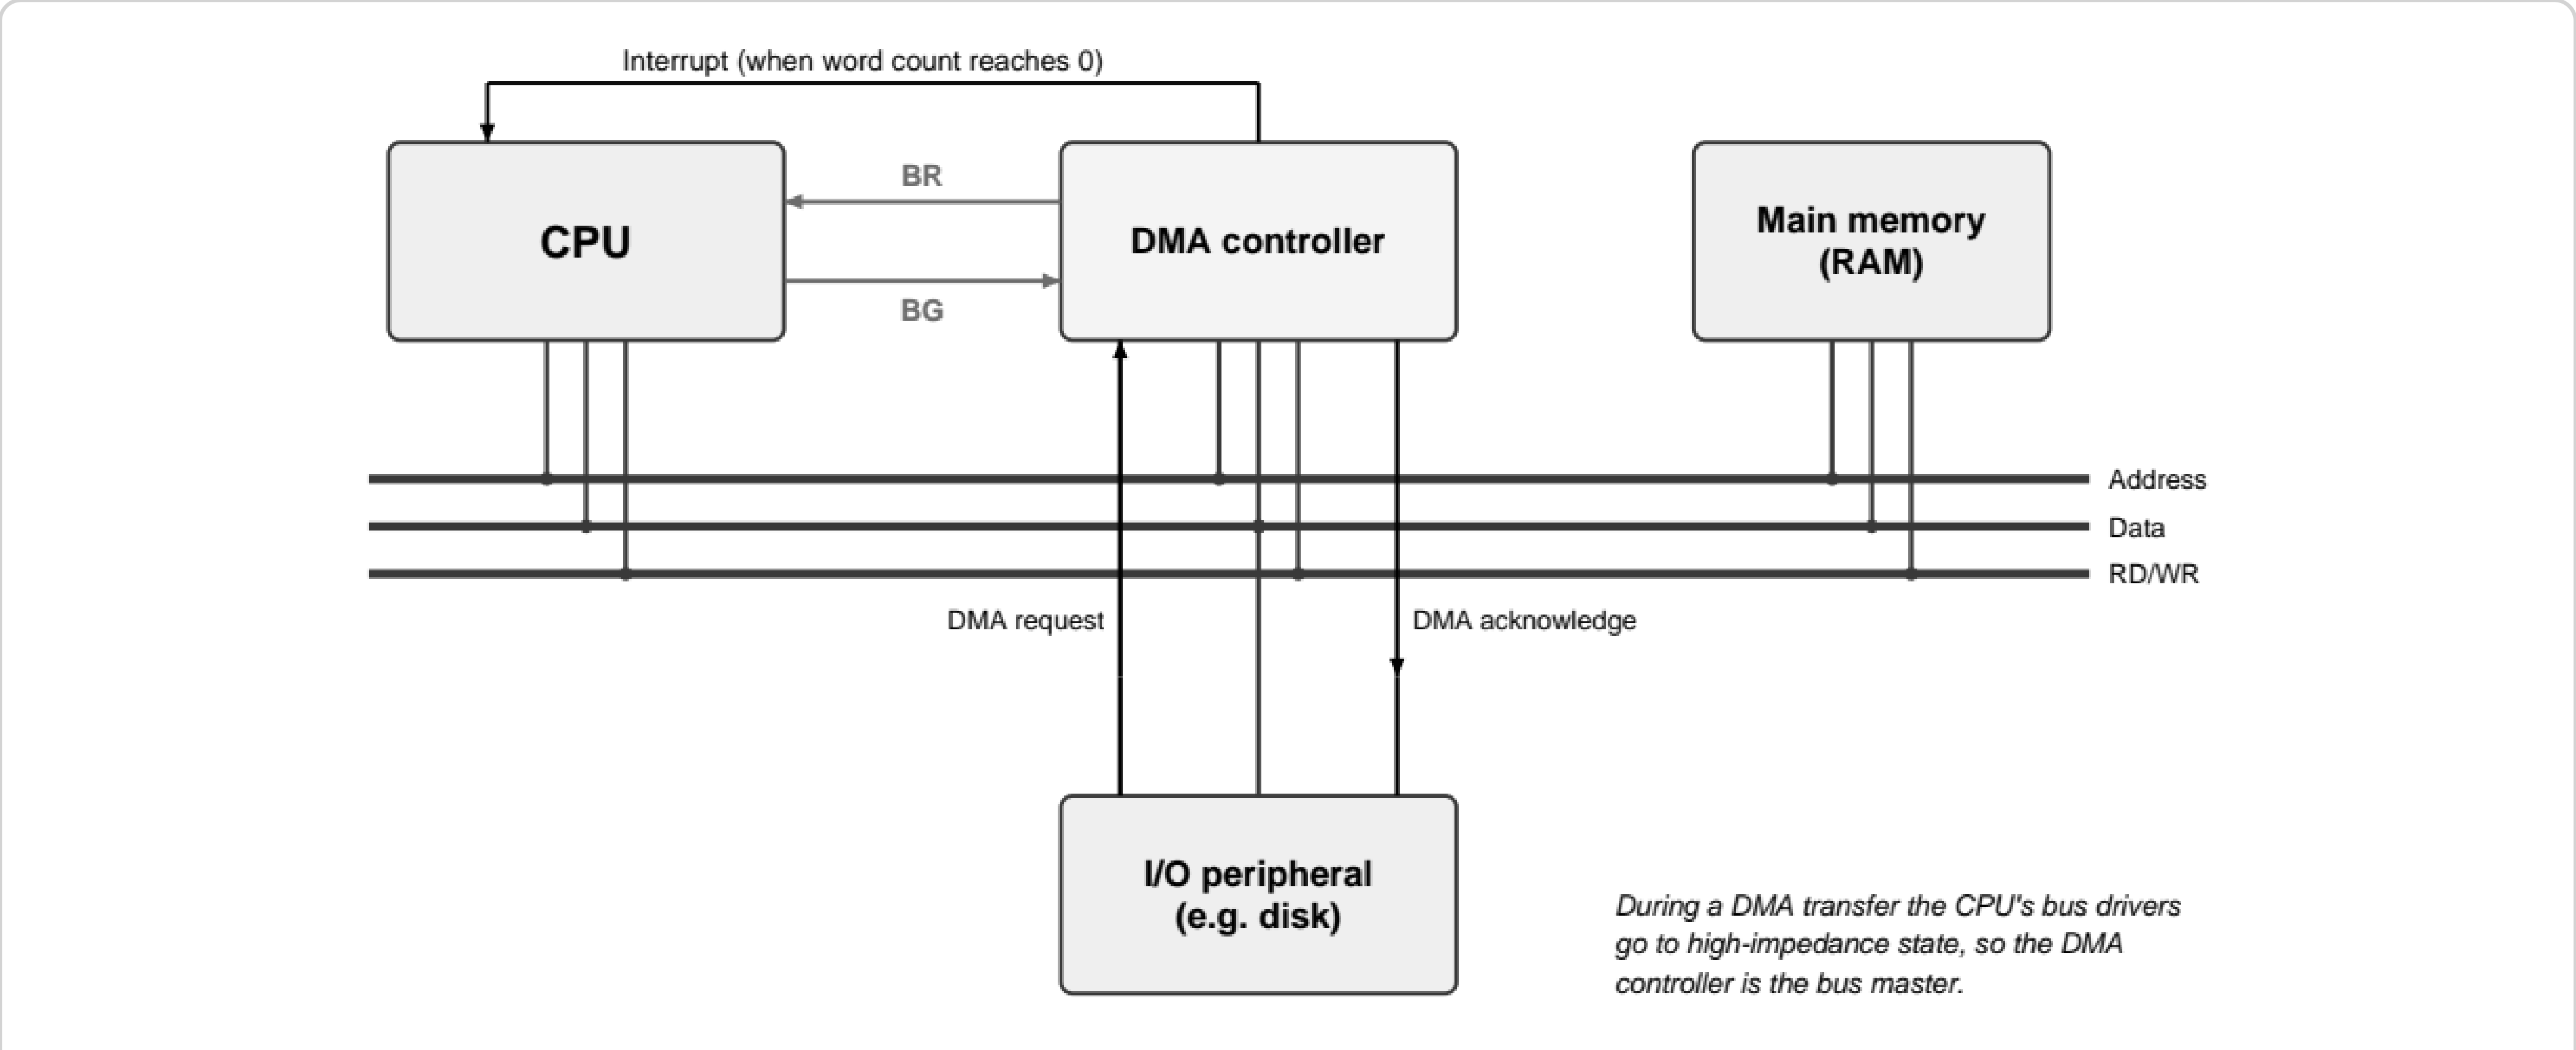 Interrupt (when word count reaches 0)
BR
CPU
DMA controller
Main memory
(RAM)
BG
Address
Data
RD/WR
DMA request
DMA acknowledge
I/O peripheral
(e.g. disk)
During a DMA transfer the CPU's bus drivers
go to high-impedance state, so the DMA
controller is the bus master.